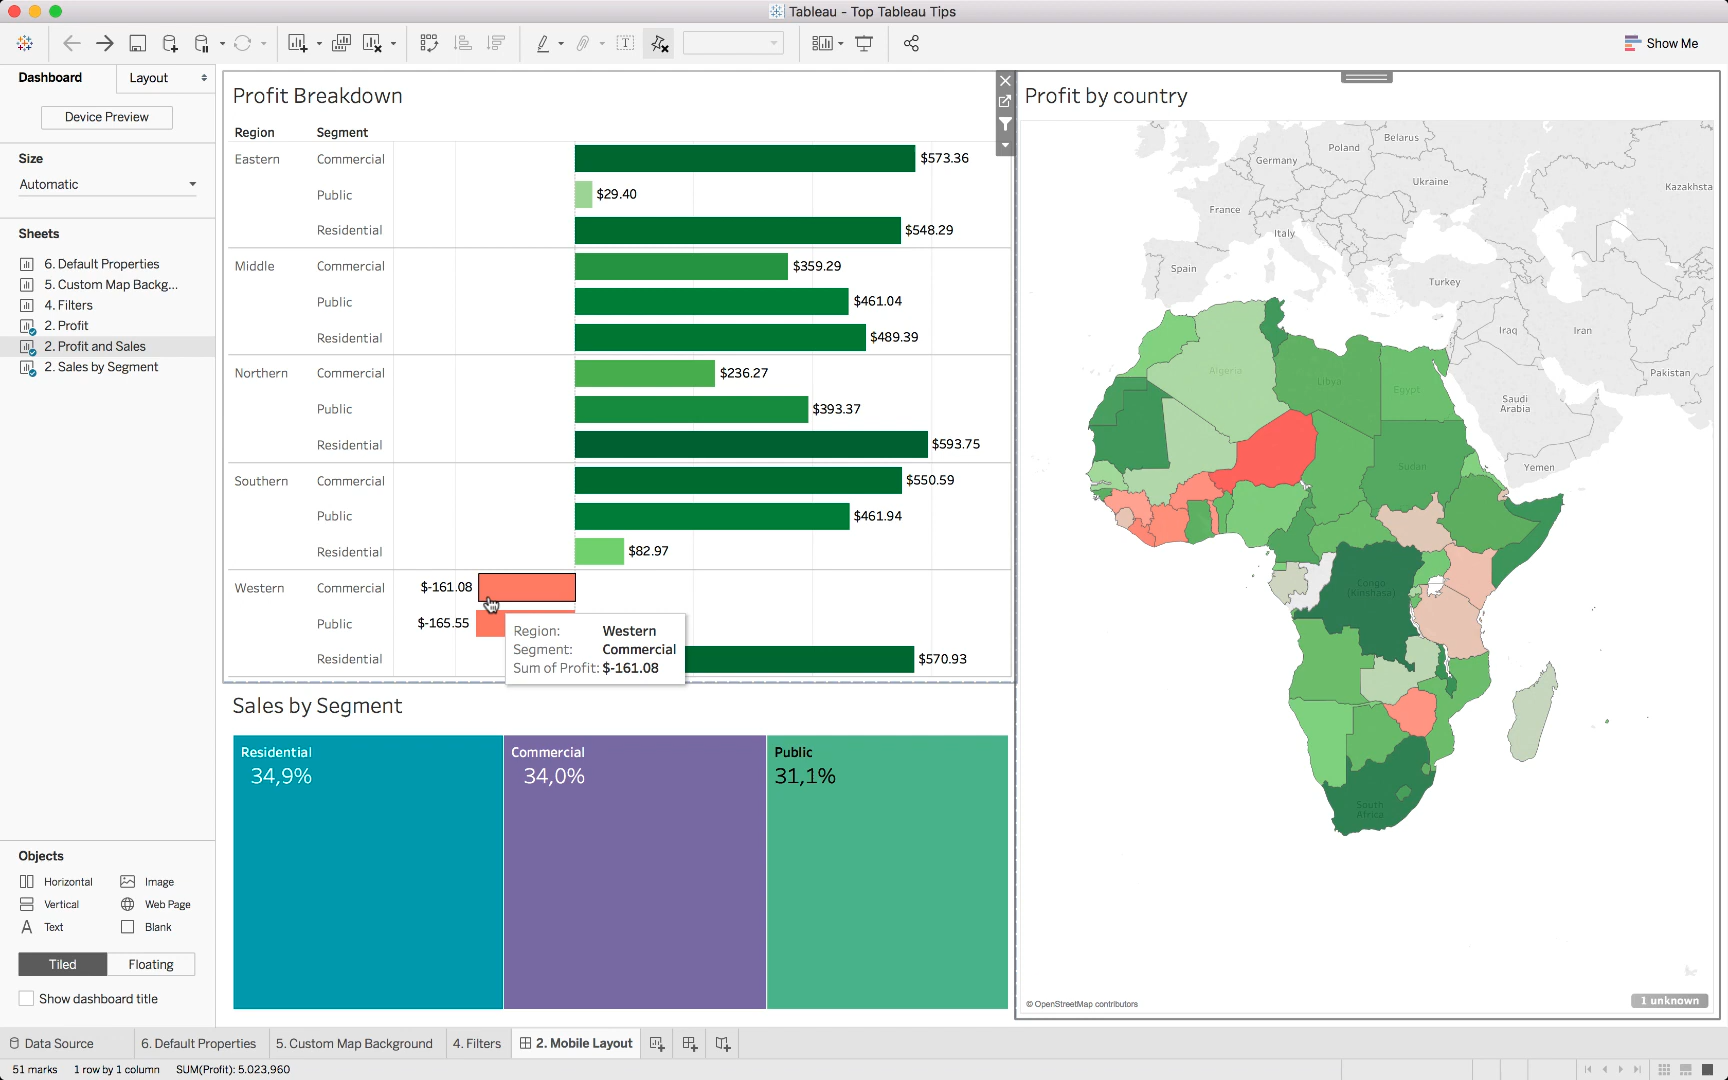 Tableau - Top Tableau Tips
Show Me
Dashboard
Layout
Device Preview
Size
Automatic
Sheets
6. Default Properties
5. Custom Map Backg...
4. Filters
2. Profit
2. Profit and Sales
2. Sales by Segment
Objects
Horizontal
Image
Vertical
Web Page
Text
Blank
Tiled
Floating
Show dashboard title
Profit Breakdown
Region Segment
Eastern Commercial $573.36
Public $29.40
Residential $548.29
Middle Commercial $359.29
Public $461.04
Residential $489.39
Northern Commercial $236.27
Public $393.37
Residential $593.75
Southern Commercial $550.59
Public $461.94
Residential $82.97
Western Commercial $-161.08
Public $-165.55
Residential $570.93
Region: Western
Segment: Commercial
Sum of Profit: $-161.08
Sales by Segment
Residential
34,9%
Commercial
34,0%
Public
31,1%
Profit by country
Belarus
Poland
Germany
Ukraine
Kazakhsta
France
Italy
Spain
Turkey
Iraq
Iran
Pakistan
Algeria
Libya
Egypt
Saudi
Arabia
Sudan
Yemen
Congo
(Kinshasa)
South
Africa
© OpenStreetMap contributors
1 unknown
Data Source
6. Default Properties
5. Custom Map Background
4. Filters
2. Mobile Layout
51 marks 1 row by 1 column SUM(Profit): 5.023,960